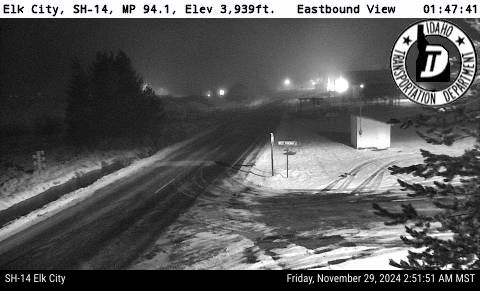 Elk City, SH-14, MP 94.1, Elev 3,939ft. Eastbound View 01:47:41
IDAHO
TRANSPORTATION DEPARTMENT
SH-14 Elk City Friday, November 29, 2024 2:51:51 AM MST